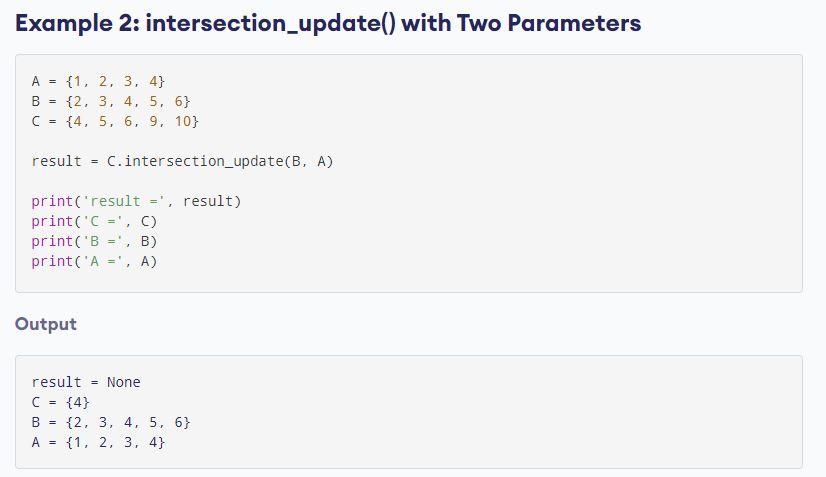 Example 2: intersection_update() with Two Parameters
A = {1, 2, 3, 4}
B = {2, 3, 4, 5, 6}
C = {4, 5, 6, 9, 10}
result = C.intersection_update(B, A)
print('result =', result)
print('C =', C)
print('B =', B)
print('A =', A)
Output
result = None
C = {4}
B = {2, 3, 4, 5, 6}
A = {1, 2, 3, 4}